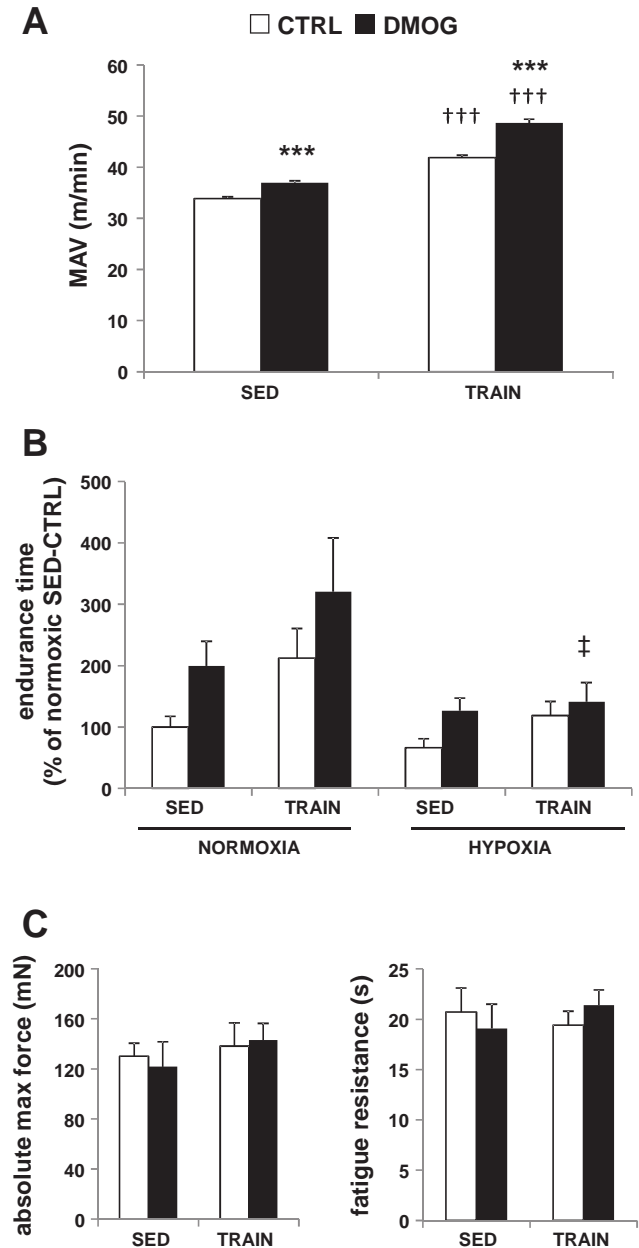 A
CTRL DMOG
MAV (m/min)
60
50
40
30
20
10
0
***
†††
***
†††
SED TRAIN
B
endurance time
(% of normoxic SED-CTRL)
500
400
300
200
100
0
‡
SED TRAIN SED TRAIN
NORMOXIA HYPOXIA
C
absolute max force (mN)
200
160
120
80
40
0
SED TRAIN
fatigue resistance (s)
25
20
15
10
5
0
SED TRAIN